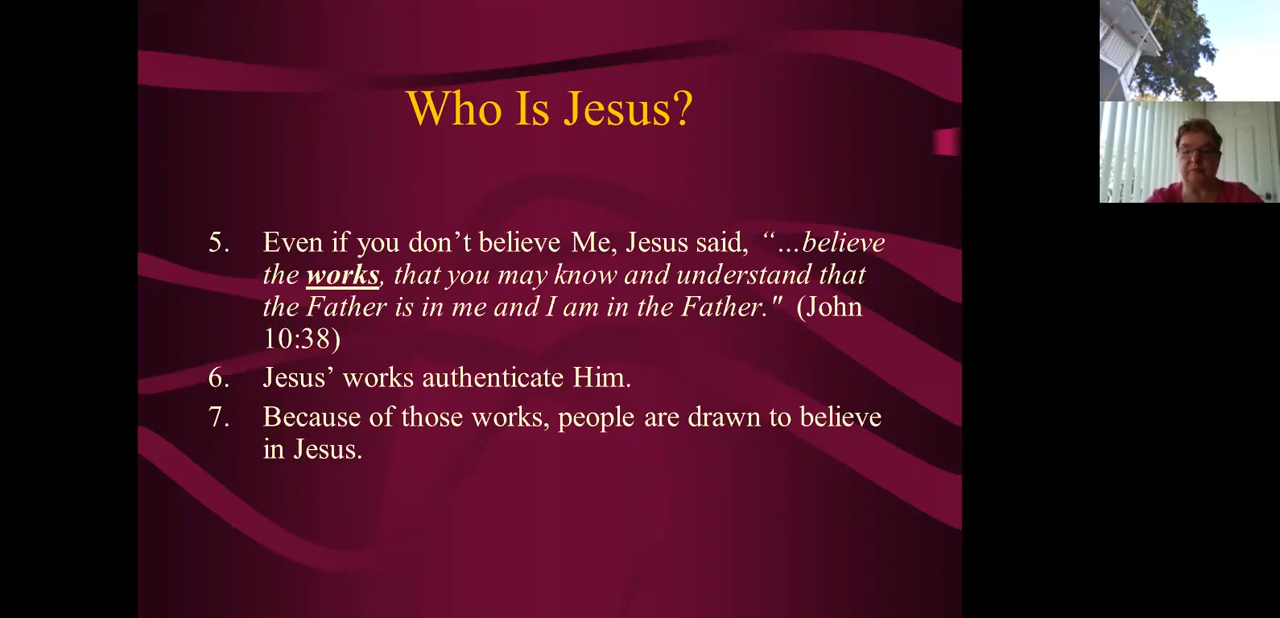 Who Is Jesus?
5. Even if you don’t believe Me, Jesus said, “…believe
the works, that you may know and understand that
the Father is in me and I am in the Father." (John
10:38)
6. Jesus’ works authenticate Him.
7. Because of those works, people are drawn to believe
in Jesus.